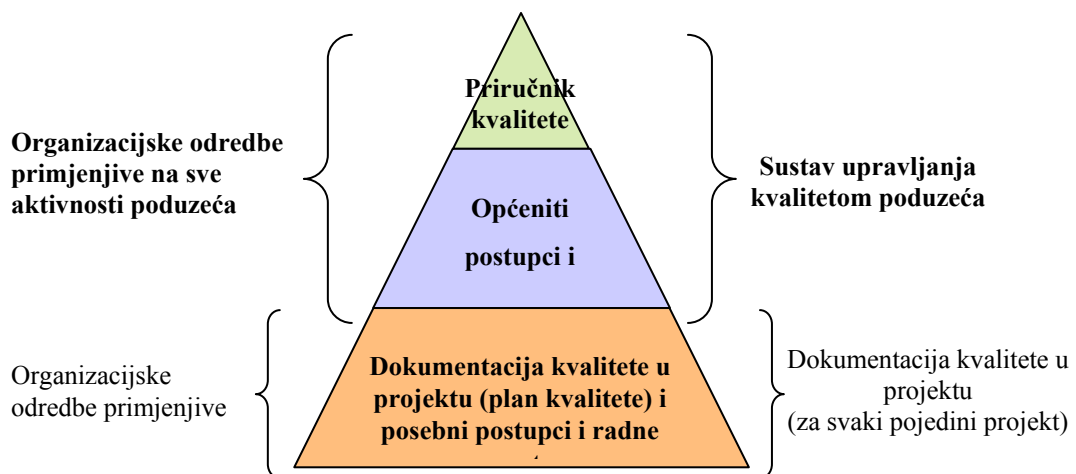 Priručnik
kvalitete
Organizacijske odredbe
primjenjive na sve
aktivnosti poduzeća
Sustav upravljanja
kvalitetom poduzeća
Općeniti
postupci i
Organizacijske
odredbe primjenjive
Dokumentacija kvalitete u
projektu (plan kvalitete) i
posebni postupci i radne
Dokumentacija kvalitete u
projektu
(za svaki pojedini projekt)